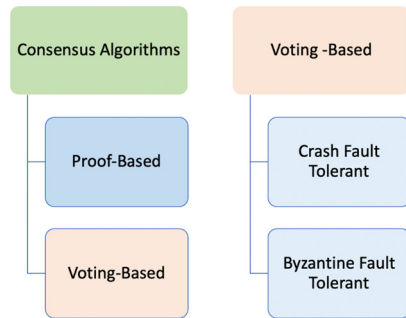 Consensus Algorithms
Proof-Based
Voting-Based
Voting -Based
Crash Fault
Tolerant
Byzantine Fault
Tolerant